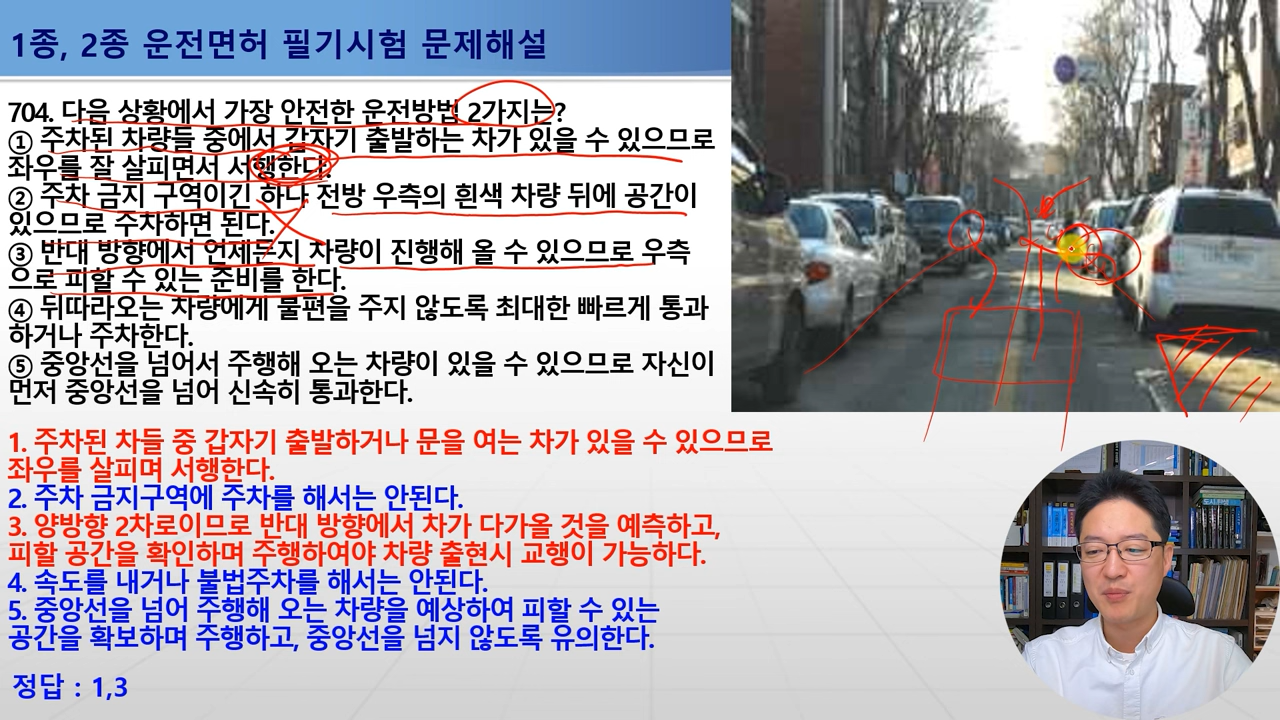 1종, 2종 운전면허 필기시험 문제해설
704. 다음 상황에서 가장 안전한 운전방법 2가지는?
① 주차된 차량들 중에서 갑자기 출발하는 차가 있을 수 있으므로
좌우를 잘 살피면서 서행한다.
② 주차 금지 구역이긴 하나 전방 우측의 흰색 차량 뒤에 공간이
있으므로 주차하면 된다.
③ 반대 방향에서 언제든지 차량이 진행해 올 수 있으므로 우측
으로 피할 수 있는 준비를 한다.
④ 뒤따라오는 차량에게 불편을 주지 않도록 최대한 빠르게 통과
하거나 주차한다.
⑤ 중앙선을 넘어서 주행해 오는 차량이 있을 수 있으므로 자신이
먼저 중앙선을 넘어 신속히 통과한다.
1. 주차된 차들 중 갑자기 출발하거나 문을 여는 차가 있을 수 있으므로
좌우를 살피며 서행한다.
2. 주차 금지구역에 주차를 해서는 안된다.
3. 양방향 2차로이므로 반대 방향에서 차가 다가올 것을 예측하고,
피할 공간을 확인하며 주행하여야 차량 출현시 교행이 가능하다.
4. 속도를 내거나 불법주차를 해서는 안된다.
5. 중앙선을 넘어 주행해 오는 차량을 예상하여 피할 수 있는
공간을 확보하며 주행하고, 중앙선을 넘지 않도록 유의한다.
정답 : 1,3